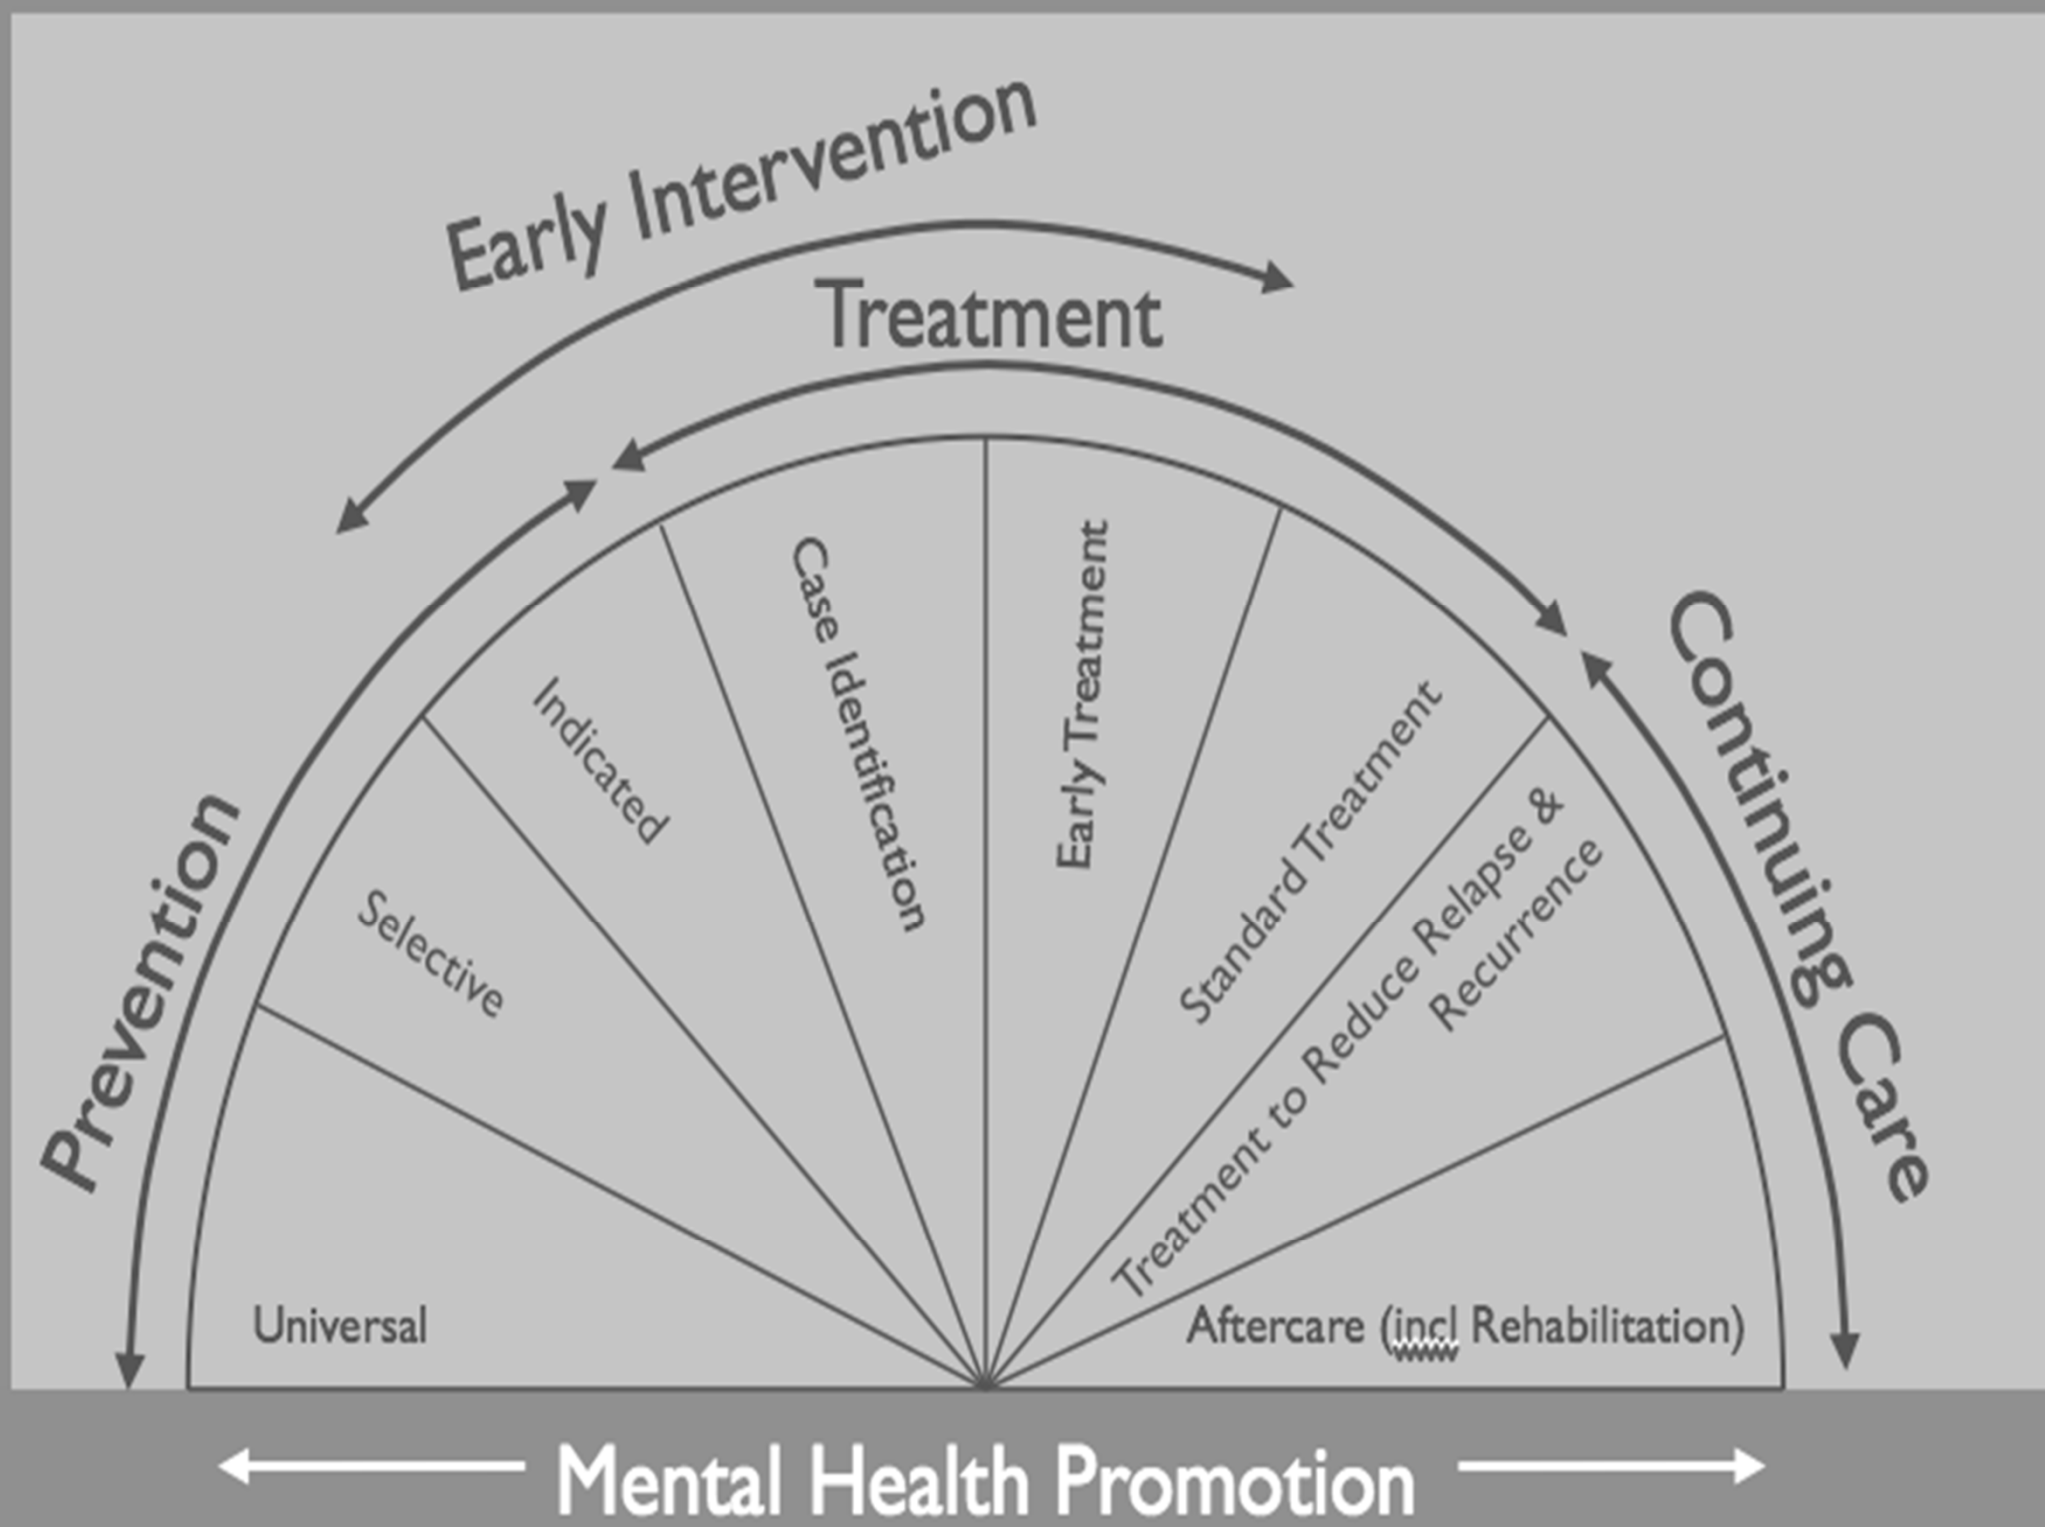 Early Intervention
Treatment
Prevention
Continuing Care
Universal
Selective
Indicated
Case Identification
Early Treatment
Standard Treatment
Treatment to Reduce Relapse &
Recurrence
Aftercare (incl Rehabilitation)
Mental Health Promotion